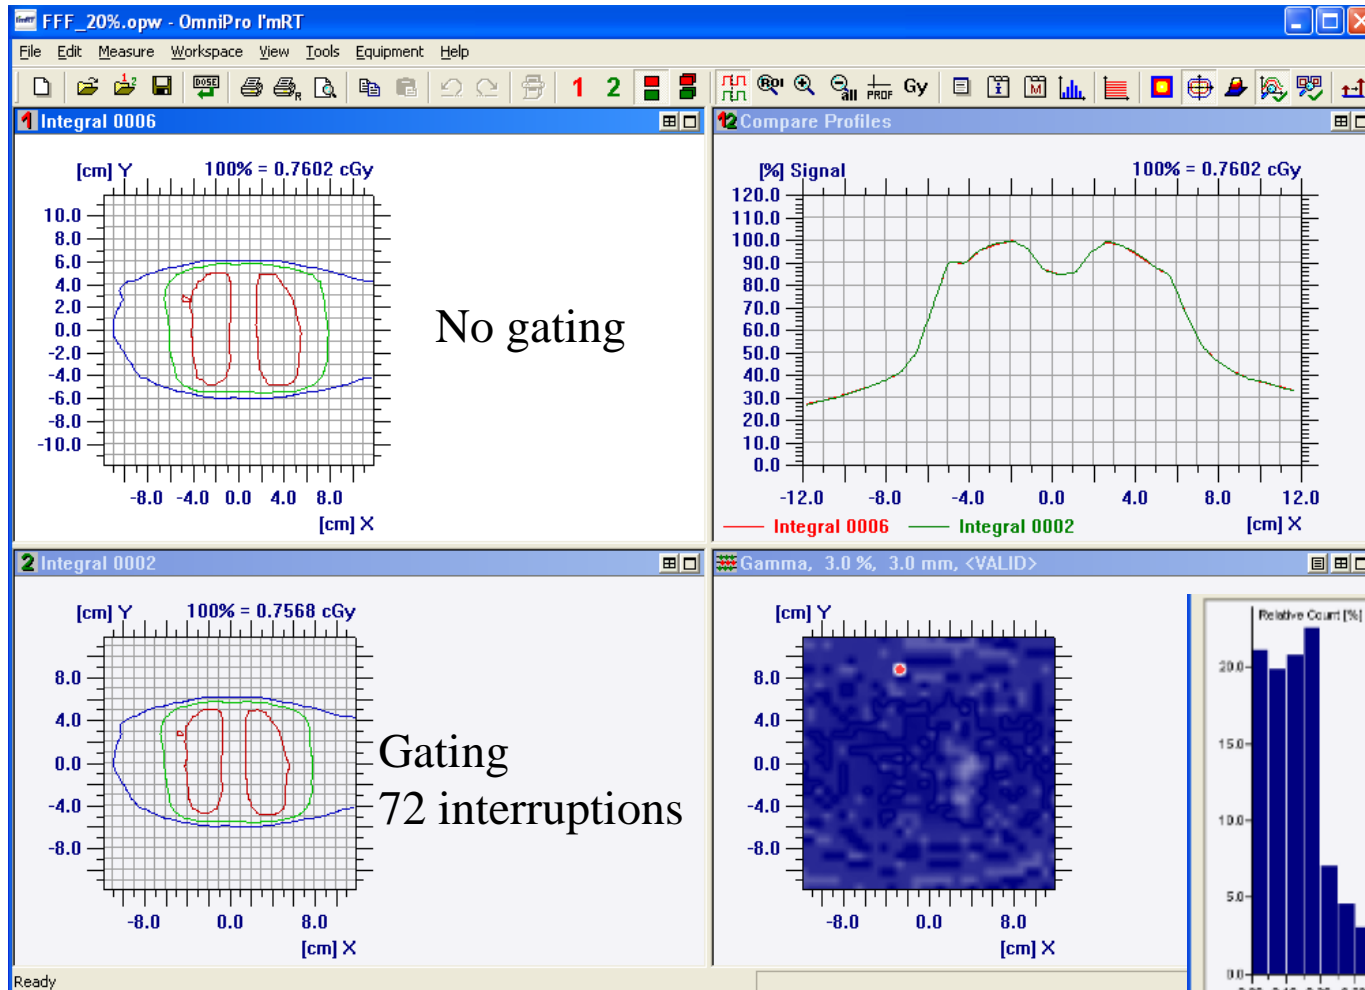 FFF_20%.opw - OmniPro I'mRT
File Edit Measure Workspace View Tools Equipment Help
DOSE R 1 2 ROI all PROF Gy i M
1 Integral 0006
[cm] Y 100% = 0.7602 cGy
10.0
8.0
6.0
4.0
2.0
0.0
-2.0
-4.0
-6.0
-8.0
-10.0
-8.0 -4.0 0.0 4.0 8.0
[cm] X
No gating
12 Compare Profiles
[%] Signal 100% = 0.7602 cGy
120.0
110.0
100.0
90.0
80.0
70.0
60.0
50.0
40.0
30.0
20.0
10.0
0.0
-12.0 -8.0 -4.0 0.0 4.0 8.0 12.0
Integral 0006 Integral 0002 [cm] X
2 Integral 0002
[cm] Y 100% = 0.7568 cGy
8.0
4.0
0.0
-4.0
-8.0
-8.0 0.0 8.0
[cm] X
Gating
72 interruptions
Gamma, 3.0 %, 3.0 mm, <VALID>
[cm] Y
8.0
4.0
0.0
-4.0
-8.0
-8.0 0.0 8.0
[cm] X
Relative Count [%]
20.0
15.0
10.0
5.0
0.0
Ready